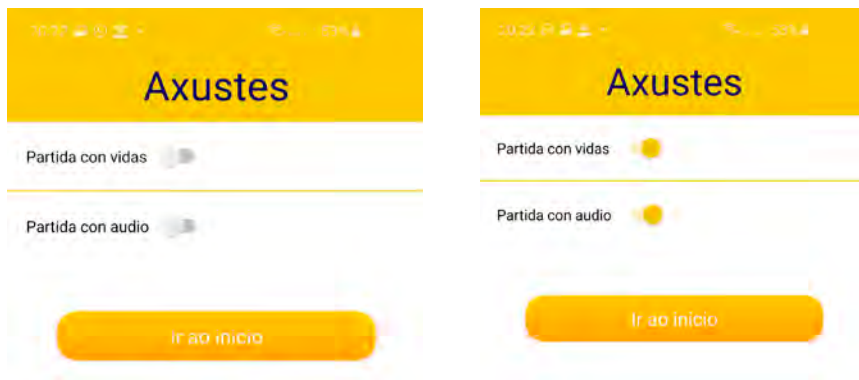 Axustes
Partida con vidas
Partida con audio
Ir ao inicio
Axustes
Partida con vidas
Partida con audio
Ir ao inicio